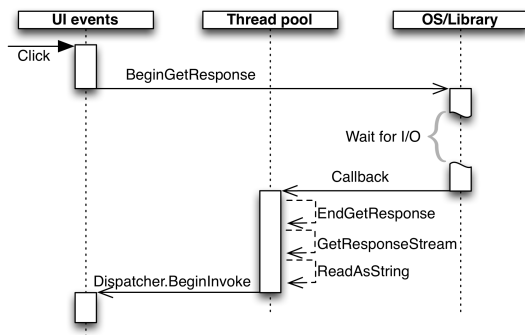 UI events
Thread pool
OS/Library
Click
BeginGetResponse
Wait for I/O
Callback
EndGetResponse
GetResponseStream
ReadAsString
Dispatcher.BeginInvoke